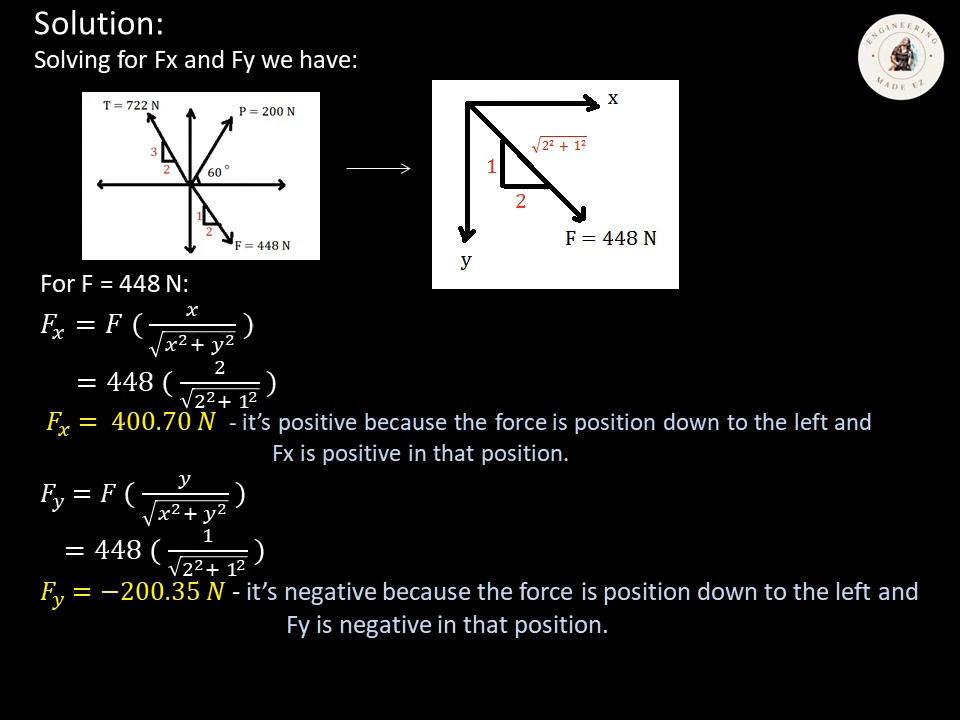 Solution:
Solving for Fx and Fy we have:
ENGINEERING
MADE EZ
T = 722 N
P = 200 N
3
2
60°
1
2
F = 448 N
x
√2² + 1²
1
2
F = 448 N
y
For F = 448 N:
Fₓ = F ( x / √x² + y² )
= 448 ( 2 / √2² + 1² )
Fₓ = 400.70 N - it's positive because the force is position down to the left and
Fx is positive in that position.
F_y = F ( y / √x² + y² )
= 448 ( 1 / √2² + 1² )
F_y = −200.35 N - it's negative because the force is position down to the left and
Fy is negative in that position.